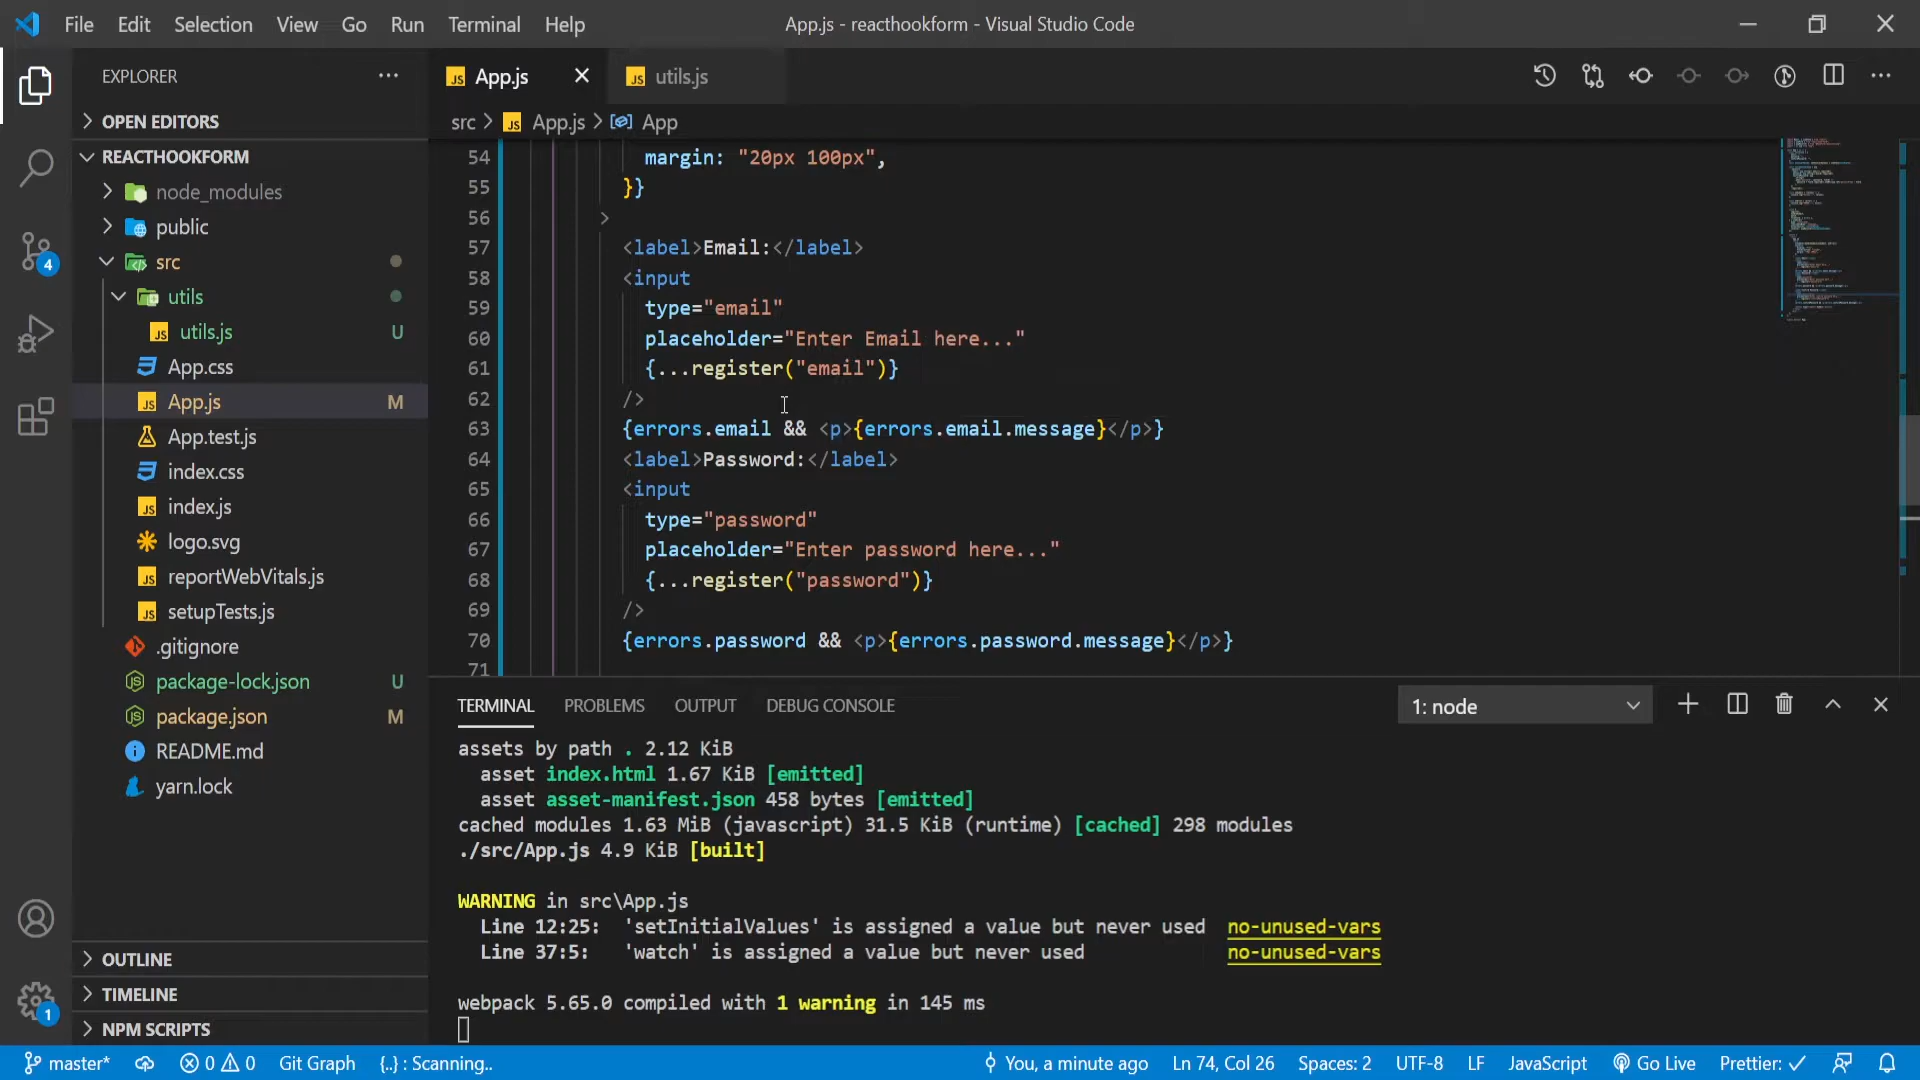 File Edit Selection View Go Run Terminal Help
App.js - reacthookform - Visual Studio Code
EXPLORER
OPEN EDITORS
REACTHOOKFORM
node_modules
public
src
utils
JS utils.js U
App.css
JS App.js M
App.test.js
index.css
JS index.js
logo.svg
JS reportWebVitals.js
JS setupTests.js
.gitignore
package-lock.json U
package.json M
README.md
yarn.lock
OUTLINE
TIMELINE
NPM SCRIPTS
4
1
JS App.js
JS utils.js
src > JS App.js > App
54 margin: "20px 100px",
55 }}
56 >
57 <label>Email:</label>
58 <input
59 type="email"
60 placeholder="Enter Email here..."
61 {...register("email")}
62 />
63 {errors.email && <p>{errors.email.message}</p>}
64 <label>Password:</label>
65 <input
66 type="password"
67 placeholder="Enter password here..."
68 {...register("password")}
69 />
70 {errors.password && <p>{errors.password.message}</p>}
71
TERMINAL PROBLEMS OUTPUT DEBUG CONSOLE
1: node
assets by path . 2.12 KiB
asset index.html 1.67 KiB [emitted]
asset asset-manifest.json 458 bytes [emitted]
cached modules 1.63 MiB (javascript) 31.5 KiB (runtime) [cached] 298 modules
./src/App.js 4.9 KiB [built]
WARNING in src\App.js
Line 12:25: 'setInitialValues' is assigned a value but never used no-unused-vars
Line 37:5: 'watch' is assigned a value but never used no-unused-vars
webpack 5.65.0 compiled with 1 warning in 145 ms
master* 0 0 Git Graph {..} : Scanning.. You, a minute ago Ln 74, Col 26 Spaces: 2 UTF-8 LF JavaScript Go Live Prettier: ✓